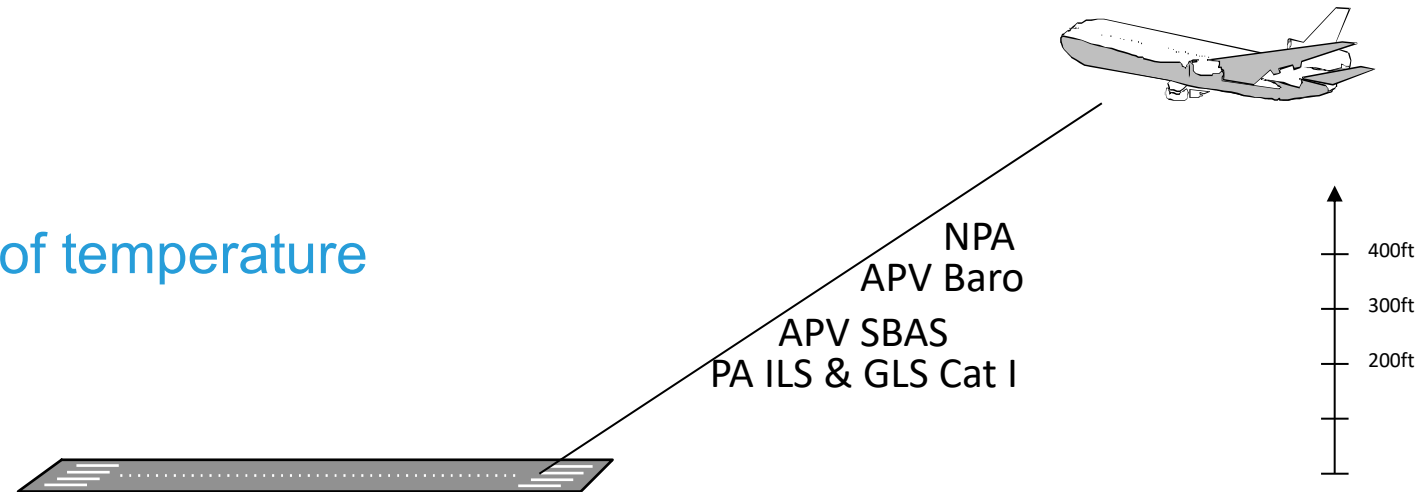 of temperature
NPA
APV Baro
APV SBAS
PA ILS & GLS Cat I
400ft
300ft
200ft